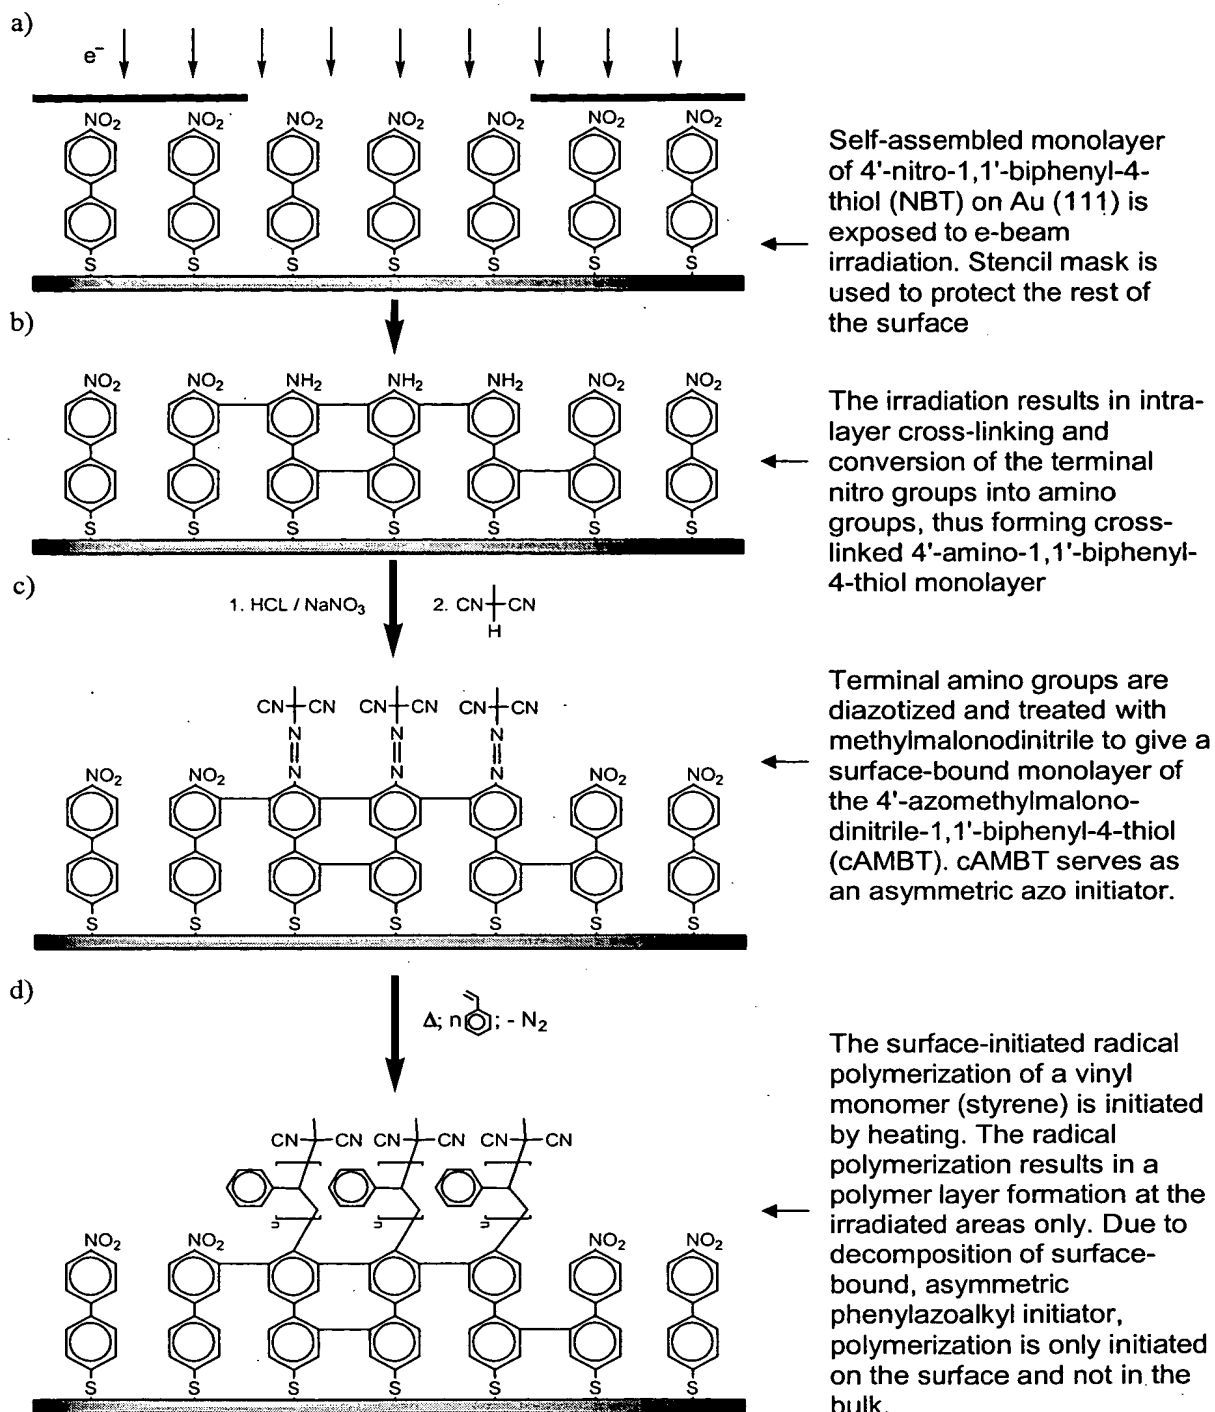 a)
e⁻
NO₂ NO₂ NO₂ NO₂ NO₂ NO₂ NO₂
S S S S S S S
Self-assembled monolayer
of 4'-nitro-1,1'-biphenyl-4-
thiol (NBT) on Au (111) is
exposed to e-beam
irradiation. Stencil mask is
used to protect the rest of
the surface
b)
NO₂ NO₂ NH₂ NH₂ NH₂ NO₂ NO₂
S S S S S S S
The irradiation results in intra-
layer cross-linking and
conversion of the terminal
nitro groups into amino
groups, thus forming cross-
linked 4'-amino-1,1'-biphenyl-
4-thiol monolayer
c)
1. HCL / NaNO₃ 2. CN CN
H
CN CN CN CN CN CN
N N N
N N N
NO₂ NO₂ NO₂ NO₂
S S S S S S S
Terminal amino groups are
diazotized and treated with
methylmalonodinitrile to give a
surface-bound monolayer of
the 4'-azomethylmalono-
dinitrile-1,1'-biphenyl-4-thiol
(cAMBT). cAMBT serves as
an asymmetric azo initiator.
d)
Δ; n ; - N₂
CN CN CN CN CN CN
n n n
NO₂ NO₂ NO₂ NO₂
S S S S S S S
The surface-initiated radical
polymerization of a vinyl
monomer (styrene) is initiated
by heating. The radical
polymerization results in a
polymer layer formation at the
irradiated areas only. Due to
decomposition of surface-
bound, asymmetric
phenylazoalkyl initiator,
polymerization is only initiated
on the surface and not in the
bulk.